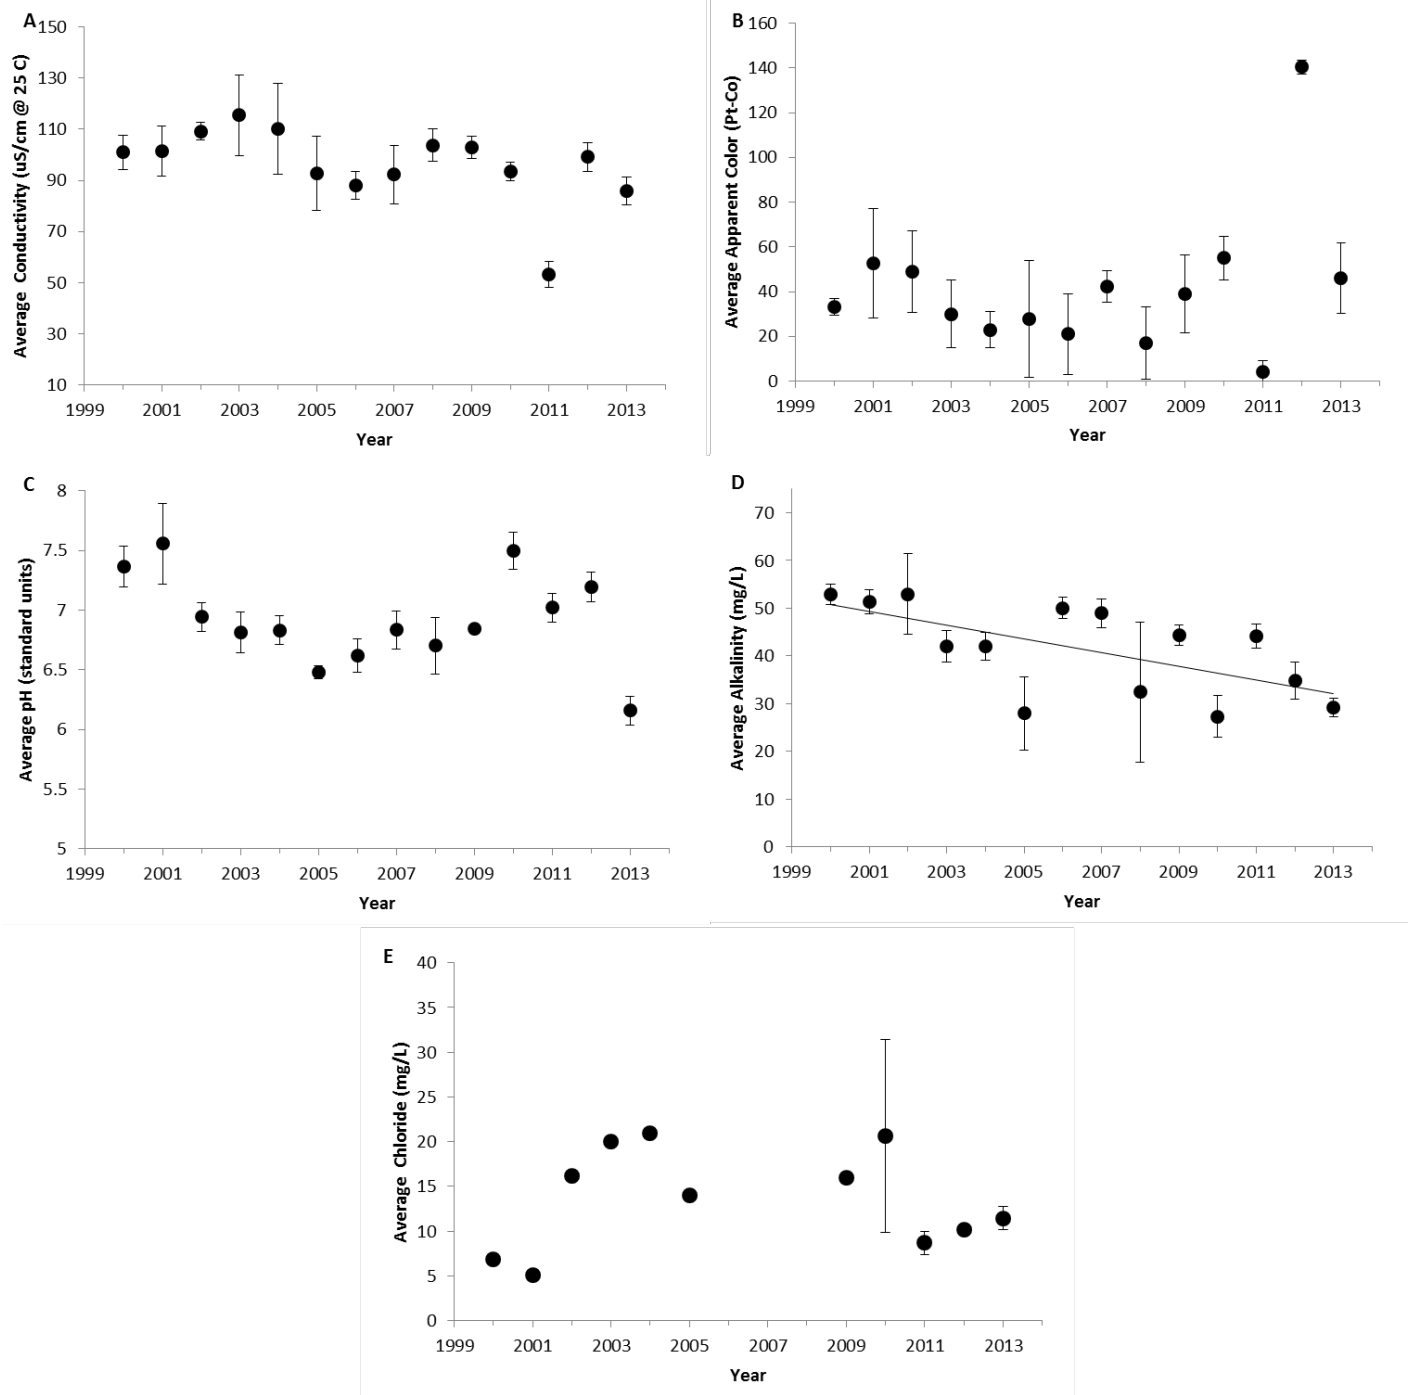 A
150
130
110
90
70
50
30
10
Average Conductivity (uS/cm @ 25 C)
1999 2001 2003 2005 2007 2009 2011 2013
Year
B
160
140
120
100
80
60
40
20
0
Average Apparent Color (Pt-Co)
1999 2001 2003 2005 2007 2009 2011 2013
Year
C
8
7.5
7
6.5
6
5.5
5
Average pH (standard units)
1999 2001 2003 2005 2007 2009 2011 2013
Year
D
70
60
50
40
30
20
10
0
Average Alkalinity (mg/L)
1999 2001 2003 2005 2007 2009 2011 2013
Year
E
40
35
30
25
20
15
10
5
0
Average Chloride (mg/L)
1999 2001 2003 2005 2007 2009 2011 2013
Year